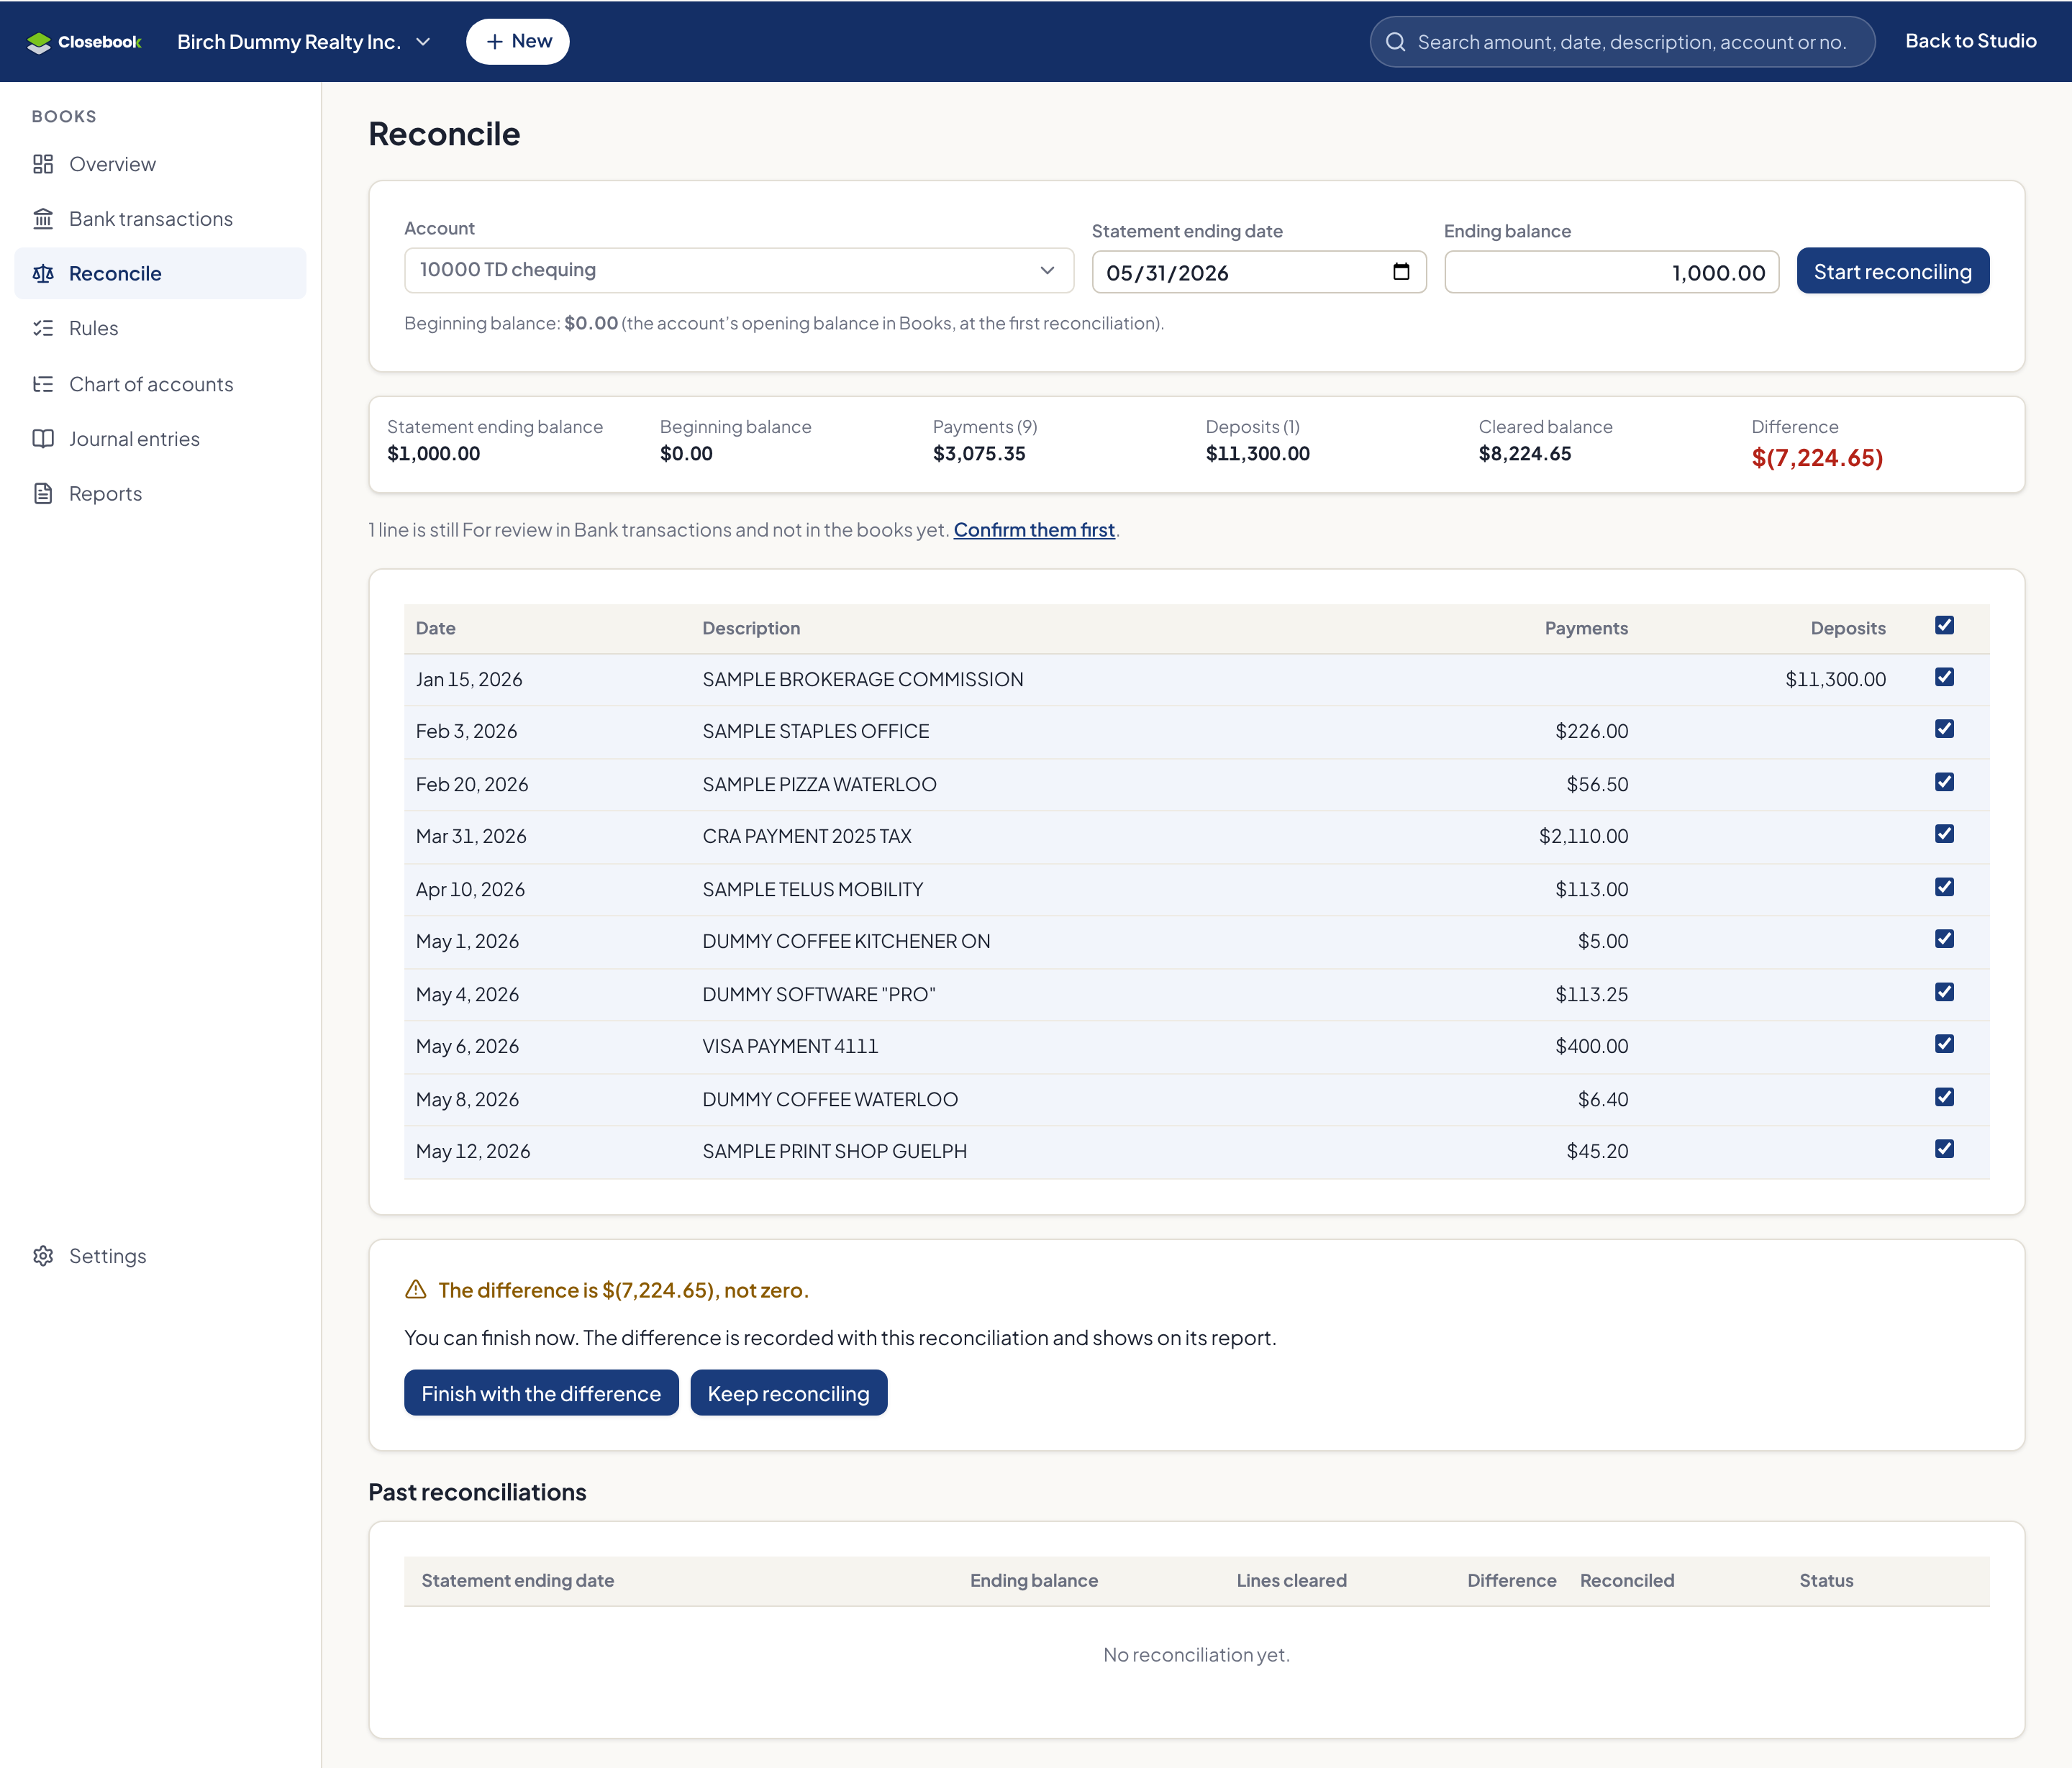 Closebook
Birch Dummy Realty Inc.
+ New
Search amount, date, description, account or no.
Back to Studio
BOOKS
Overview
Bank transactions
Reconcile
Rules
Chart of accounts
Journal entries
Reports
Settings
Reconcile
Account
10000 TD chequing
Statement ending date
05/31/2026
Ending balance
1,000.00
Start reconciling
Beginning balance: $0.00 (the account's opening balance in Books, at the first reconciliation).
Statement ending balance
$1,000.00
Beginning balance
$0.00
Payments (9)
$3,075.35
Deposits (1)
$11,300.00
Cleared balance
$8,224.65
Difference
$(7,224.65)
1 line is still For review in Bank transactions and not in the books yet. Confirm them first.
Date Description Payments Deposits
Jan 15, 2026 SAMPLE BROKERAGE COMMISSION $11,300.00
Feb 3, 2026 SAMPLE STAPLES OFFICE $226.00
Feb 20, 2026 SAMPLE PIZZA WATERLOO $56.50
Mar 31, 2026 CRA PAYMENT 2025 TAX $2,110.00
Apr 10, 2026 SAMPLE TELUS MOBILITY $113.00
May 1, 2026 DUMMY COFFEE KITCHENER ON $5.00
May 4, 2026 DUMMY SOFTWARE "PRO" $113.25
May 6, 2026 VISA PAYMENT 4111 $400.00
May 8, 2026 DUMMY COFFEE WATERLOO $6.40
May 12, 2026 SAMPLE PRINT SHOP GUELPH $45.20
The difference is $(7,224.65), not zero.
You can finish now. The difference is recorded with this reconciliation and shows on its report.
Finish with the difference
Keep reconciling
Past reconciliations
Statement ending date Ending balance Lines cleared Difference Reconciled Status
No reconciliation yet.